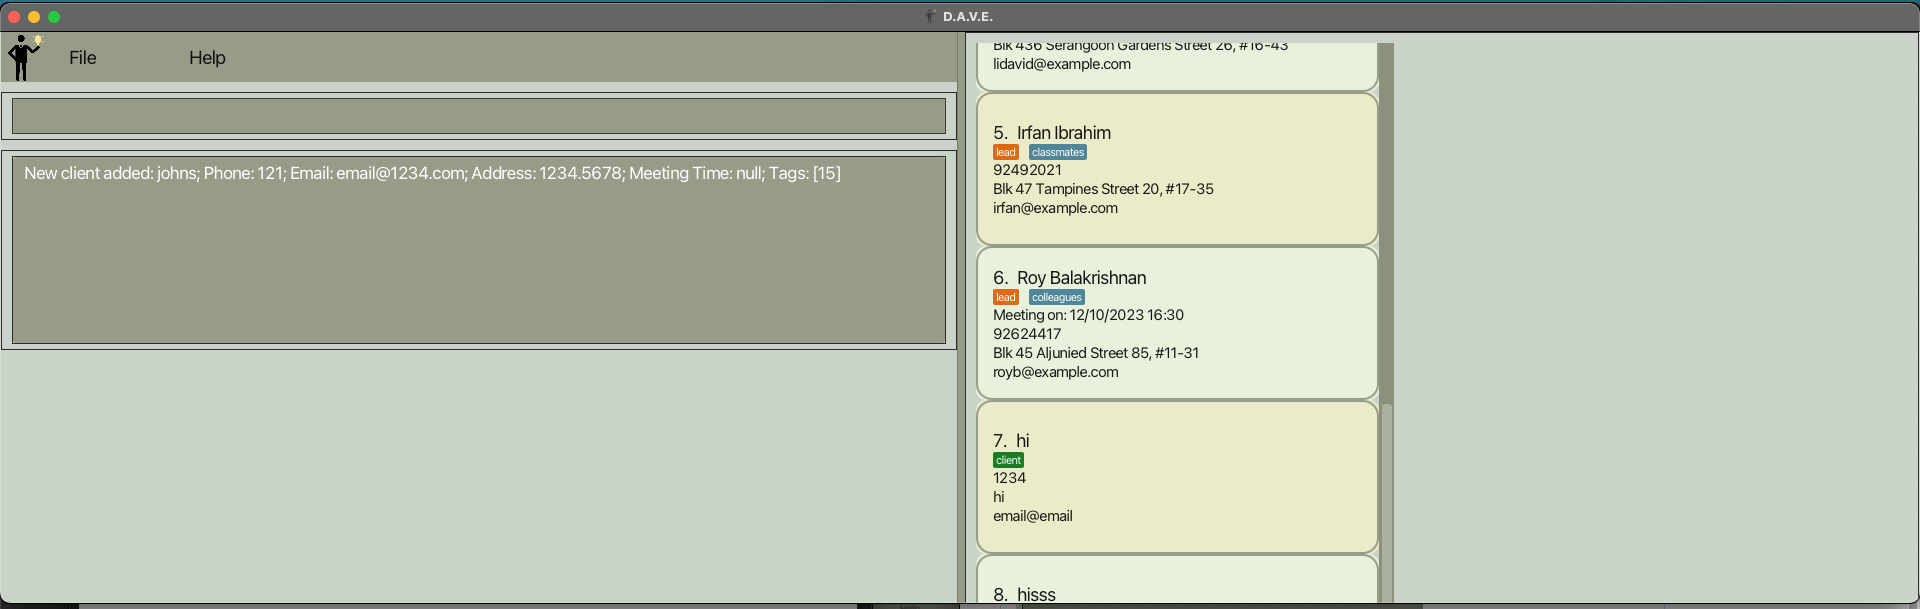 D.A.V.E.
File
Help
New client added: johns; Phone: 121; Email: email@1234.com; Address: 1234.5678; Meeting Time: null; Tags: [15]
Blk 436 Serangoon Gardens Street 26, #16-43
lidavid@example.com
5. Irfan Ibrahim
lead classmates
92492021
Blk 47 Tampines Street 20, #17-35
irfan@example.com
6. Roy Balakrishnan
lead colleagues
Meeting on: 12/10/2023 16:30
92624417
Blk 45 Aljunied Street 85, #11-31
royb@example.com
7. hi
client
1234
hi
email@email
8. hisss
Help